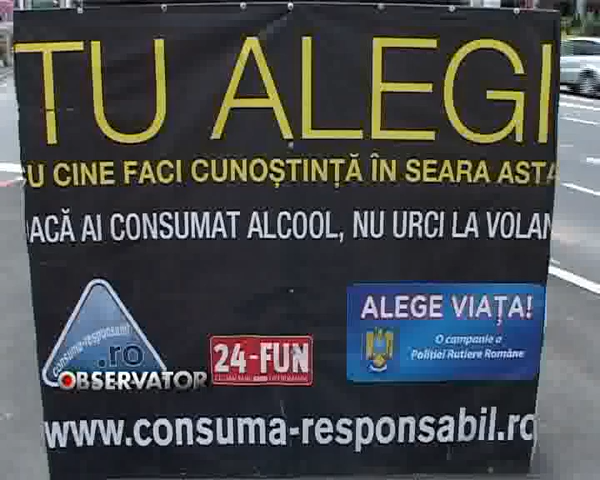 TU ALEGI
U CINE FACI CUNOȘTINȚĂ ÎN SEARA ASTA
ACĂ AI CONSUMAT ALCOOL, NU URCI LA VOLAN
ALEGE VIAȚA!
O campanie a
Poliției Rutiere Române
consuma-responsabil
.ro
OBSERVATOR
24-FUN
www.consuma-responsabil.ro